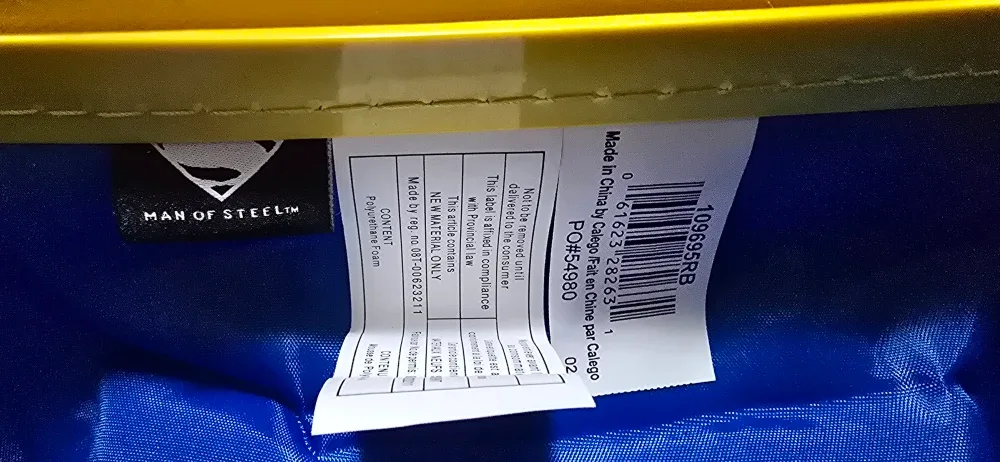 MAN OF STEEL™
Not to be removed until
delivered to the consumer
This label is affixed in compliance
with Provincial law
This article contains
NEW MATERIAL ONLY
Made by reg. no. 08T-00623211
CONTENT
Polyurethane Foam
109695RB
0 61623 28263 1
Made in China by Calego /Fait en Chine par Calego
PO#54980
02